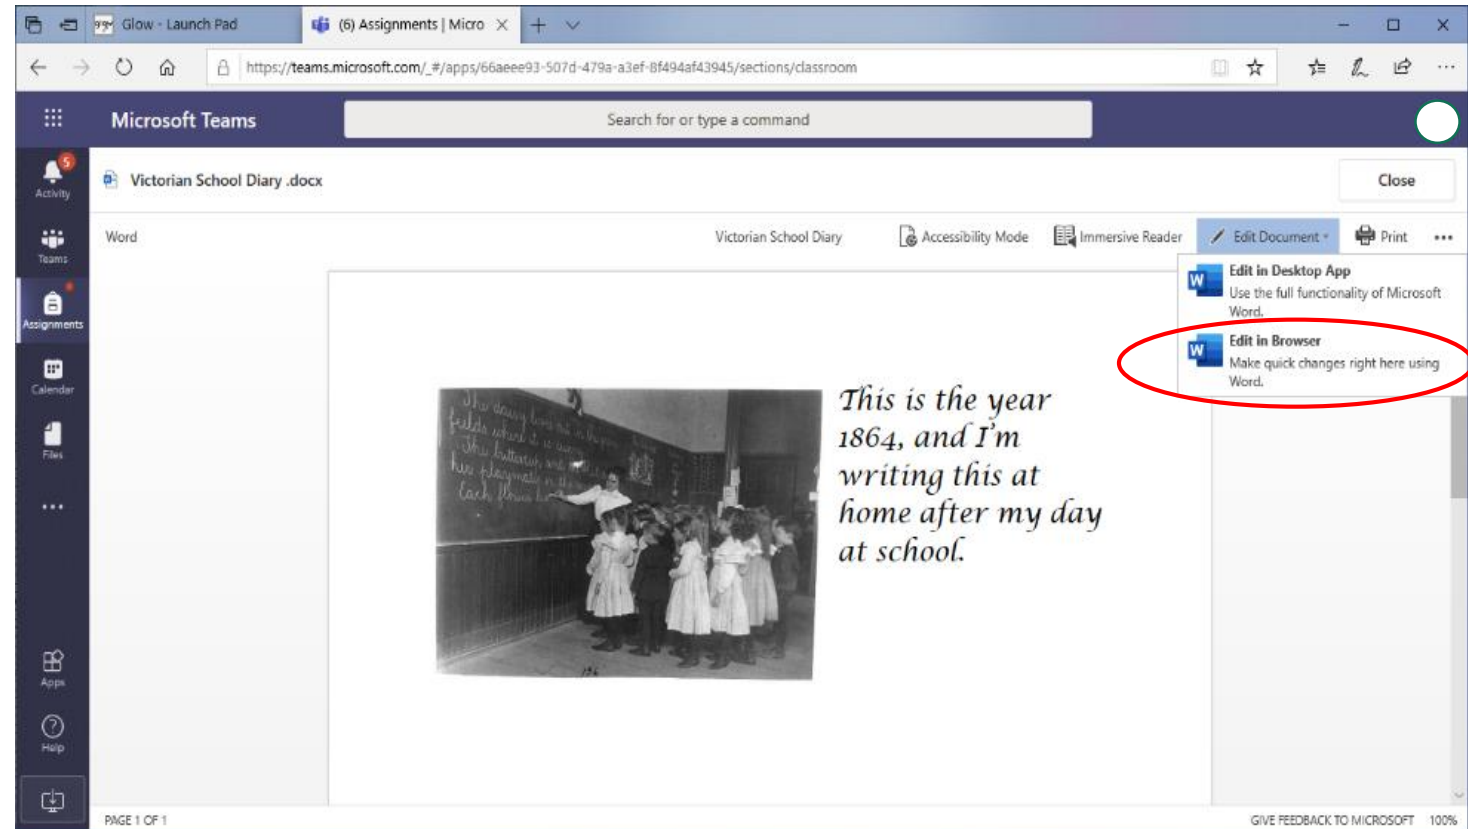 Glow - Launch Pad
(6) Assignments | Micro
https://teams.microsoft.com/_#/apps/66aeee93-507d-479a-a3ef-8f494af43945/sections/classroom
Microsoft Teams
Search for or type a command
5
Activity
Victorian School Diary .docx
Close
Teams
Word
Victorian School Diary
Accessibility Mode
Immersive Reader
Edit Document
Print
Edit in Desktop App
Use the full functionality of Microsoft
Word.
Edit in Browser
Make quick changes right here using
Word.
Assignments
Calendar
Files
Apps
Help
This is the year
1864, and I'm
writing this at
home after my day
at school.
PAGE 1 OF 1
GIVE FEEDBACK TO MICROSOFT
100%